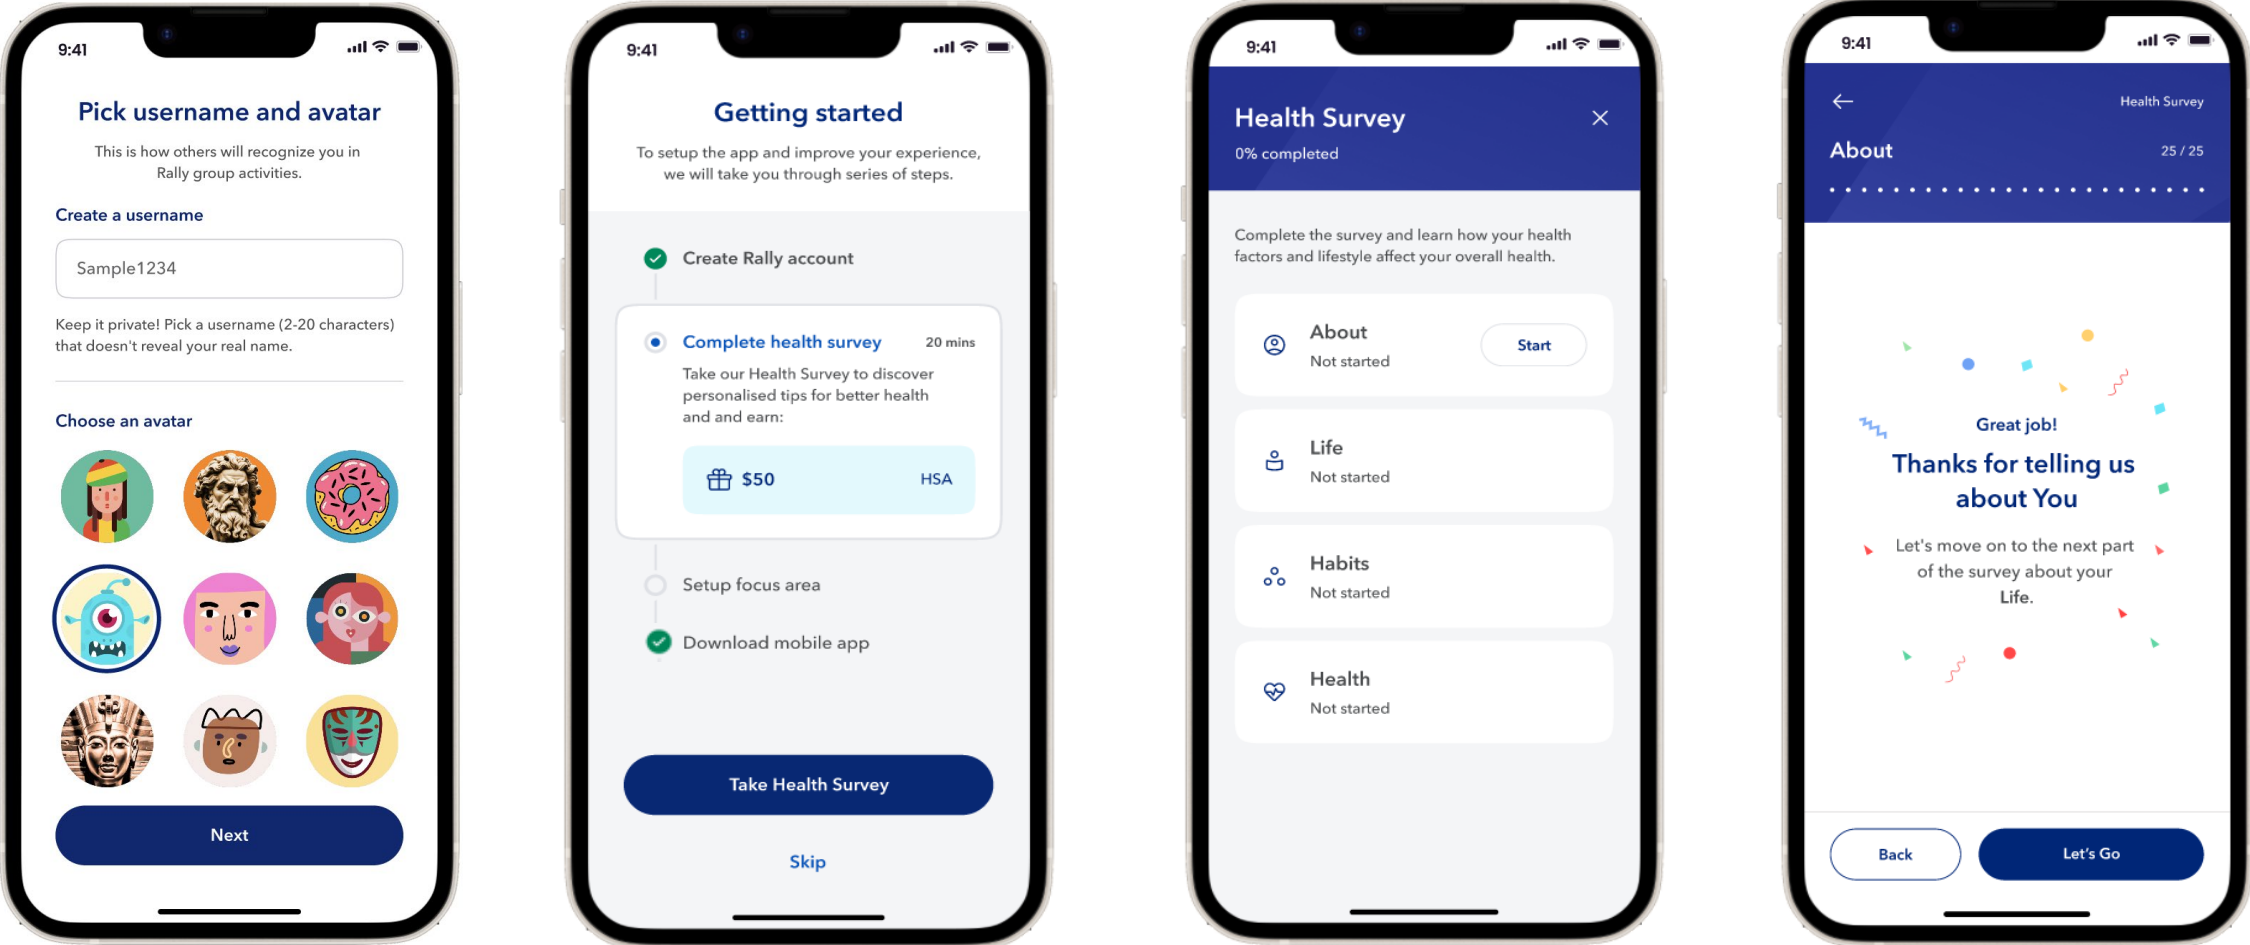 9:41
Pick username and avatar
This is how others will recognize you in
Rally group activities.
Create a username
Sample1234
Keep it private! Pick a username (2-20 characters)
that doesn't reveal your real name.
Choose an avatar
Next
9:41
Getting started
To setup the app and improve your experience,
we will take you through series of steps.
Create Rally account
Complete health survey 20 mins
Take our Health Survey to discover
personalised tips for better health
and and earn:
$50 HSA
Setup focus area
Download mobile app
Take Health Survey
Skip
9:41
Health Survey
0% completed
Complete the survey and learn how your health
factors and lifestyle affect your overall health.
About
Not started
Start
Life
Not started
Habits
Not started
Health
Not started
9:41
Health Survey
About 25 / 25
Great job!
Thanks for telling us
about You
Let's move on to the next part
of the survey about your
Life.
Back Let's Go